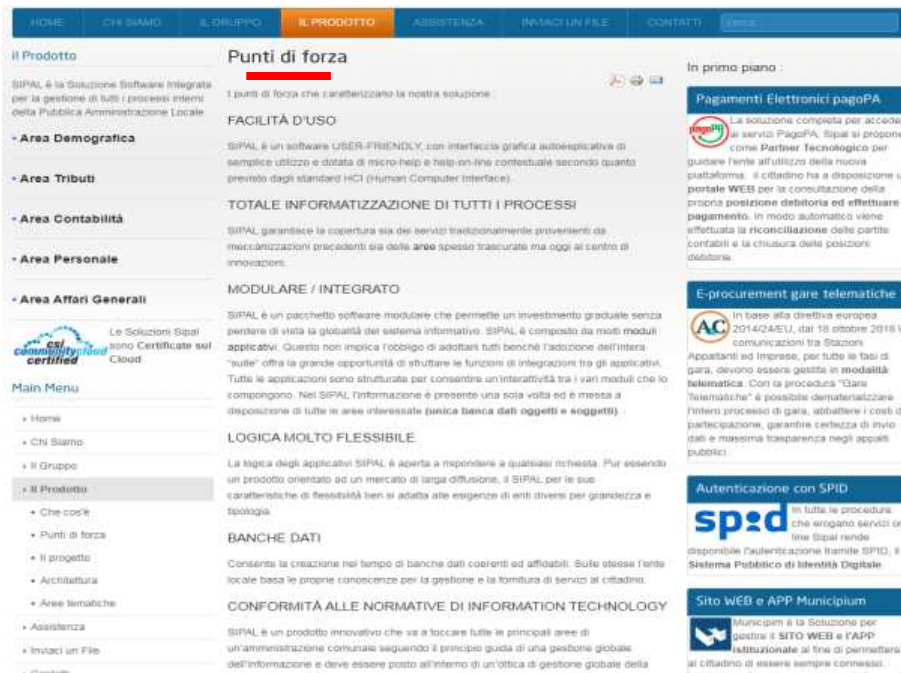 HOME CHI SIAMO IL GRUPPO IL PRODOTTO ASSISTENZA INVIACI UN FILE CONTATTI cerca...
Il Prodotto
SIPAL è la Soluzione Software Integrata
per la gestione di tutti i processi interni
della Pubblica Amministrazione Locale
Area Demografica
Area Tributi
Area Contabilità
Area Personale
Area Affari Generali
csi
communitycloud
certified
Le Soluzioni Sipal
sono Certificate sul
Cloud
Main Menu
Home
Chi Siamo
Il Gruppo
Il Prodotto
Che cos'è
Punti di forza
Il progetto
Architettura
Aree tematiche
Assistenza
Inviaci un File
Contatti
Punti di forza
I punti di forza che caratterizzano la nostra soluzione :
FACILITÀ D'USO
SIPAL è un software USER-FRIENDLY, con interfaccia grafica autoesplicativa di
semplice utilizzo e dotata di micro-help e help-on-line contestuale secondo quanto
previsto dagli standard HCI (Human Computer Interface).
TOTALE INFORMATIZZAZIONE DI TUTTI I PROCESSI
SIPAL garantisce la copertura sia dei servizi tradizionalmente provenienti da
meccanizzazioni precedenti sia delle aree spesso trascurate ma oggi al centro di
innovazioni.
MODULARE / INTEGRATO
SIPAL è un pacchetto software modulare che permette un investimento graduale senza
perdere di vista la globalità del sistema informativo. SIPAL è composto da molti moduli
applicativi. Questo non implica l'obbligo di adottarli tutti benché l'adozione dell'intera
"suite" offra la grande opportunità di sfruttare le funzioni di integrazioni tra gli applicativi.
Tutte le applicazioni sono strutturate per consentire un'interattività tra i vari moduli che lo
compongono. Nel SIPAL l'informazione è presente una sola volta ed è messa a
disposizione di tutte le aree interessate (unica banca dati oggetti e soggetti).
LOGICA MOLTO FLESSIBILE
La logica degli applicativi SIPAL è aperta a rispondere a qualsiasi richiesta. Pur essendo
un prodotto orientato ad un mercato di larga diffusione, il SIPAL per le sue
caratteristiche di flessibilità ben si adatta alle esigenze di enti diversi per grandezza e
tipologia.
BANCHE DATI
Consente la creazione nel tempo di banche dati coerenti ed affidabili. Sulle stesse l'ente
locale basa le proprie conoscenze per la gestione e la fornitura di servizi al cittadino.
CONFORMITÀ ALLE NORMATIVE DI INFORMATION TECHNOLOGY
SIPAL è un prodotto innovativo che va a toccare tutte le principali aree di
un'amministrazione comunale seguendo il principio guida di una gestione globale
dell'informazione e deve essere posto all'interno di un'ottica di gestione globale della
In primo piano :
Pagamenti Elettronici pagoPA
pagoPA
La soluzione completa per accede
ai servizi PagoPA, Sipal si propone
come Partner Tecnologico per
guidare l'ente all'utilizzo della nuova
piattaforma. il cittadino ha a disposizione u
portale WEB per la consultazione della
propria posizione debitoria ed effettuare
pagamento. In modo automatico viene
effettuata la riconciliazione delle partite
contabili e la chiusura delle posizioni
debitorie.
E-procurement gare telematiche
AC
In base alla direttiva europea
2014/24/EU, dal 18 ottobre 2018
comunicazioni tra Stazioni
Appaltanti ed Imprese, per tutte le fasi di
gara, devono essere gestite in modalità
telematica. Con la procedura "Gare
Telematiche" è possibile dematerializzare
l'intero processo di gara, abbattere i costi d
partecipazione, garantire certezza di invio
dati e massima trasparenza negli appalti
pubblici.
Autenticazione con SPID
spid
In tutte le procedure
che erogano servizi on
line Sipal rende
disponibile l'autenticazione tramite SPID, il
Sistema Pubblico di Identità Digitale.
Sito WEB e APP Municipium
Municipim è la Soluzione per
gestire il SITO WEB e l'APP
istituzionale al fine di permettere
al cittadino di essere sempre connessi.